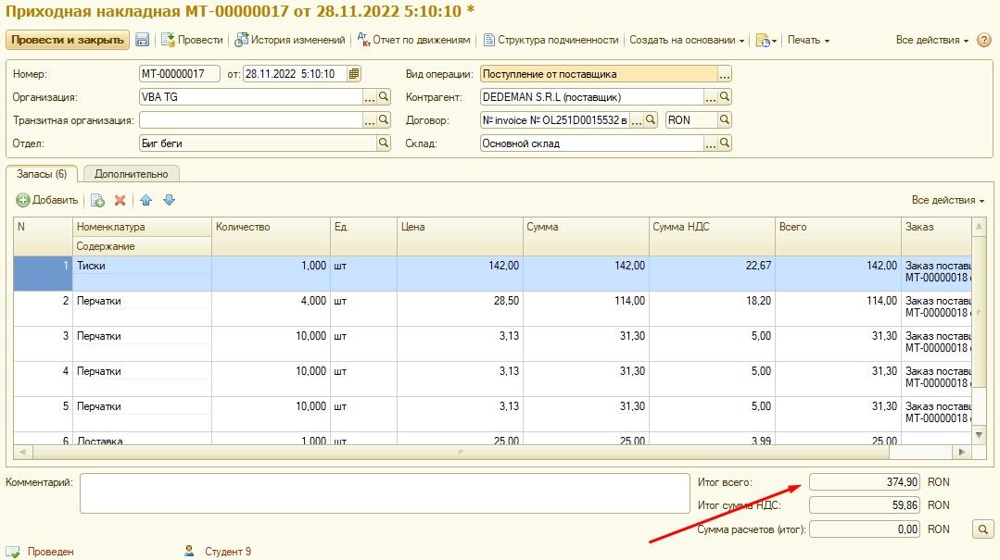 Приходная накладная МТ-00000017 от 28.11.2022 5:10:10 *
Провести и закрыть Провести История изменений Дт Кт Отчет по движениям Структура подчиненности Создать на основании Печать Все действия ?
Номер: МТ-00000017 от: 28.11.2022 5:10:10 Вид операции: Поступление от поставщика ...
Организация: VBA TG ... Контрагент: DEDEMAN S.R.L (поставщик) ...
Транзитная организация: ... Договор: № invoice № OL251D0015532 в ... RON
Отдел: Биг беги Склад: Основной склад ...
Запасы (6) Дополнительно
Добавить Все действия
N Номенклатура Количество Ед. Цена Сумма Сумма НДС Всего Заказ
Содержание
1 Тиски 1,000 шт 142,00 142,00 22,67 142,00 Заказ постав
МТ-00000018
2 Перчатки 4,000 шт 28,50 114,00 18,20 114,00 Заказ постав
МТ-00000018
3 Перчатки 10,000 шт 3,13 31,30 5,00 31,30 Заказ постав
МТ-00000018
4 Перчатки 10,000 шт 3,13 31,30 5,00 31,30 Заказ постав
МТ-00000018
5 Перчатки 10,000 шт 3,13 31,30 5,00 31,30 Заказ постав
МТ-00000018
6 Доставка 1,000 шт 25,00 25,00 3,99 25,00
Комментарий: Итог всего: 374,90 RON
Итог сумма НДС: 59,86 RON
Сумма расчетов (итог): 0,00 RON
Проведен Студент 9